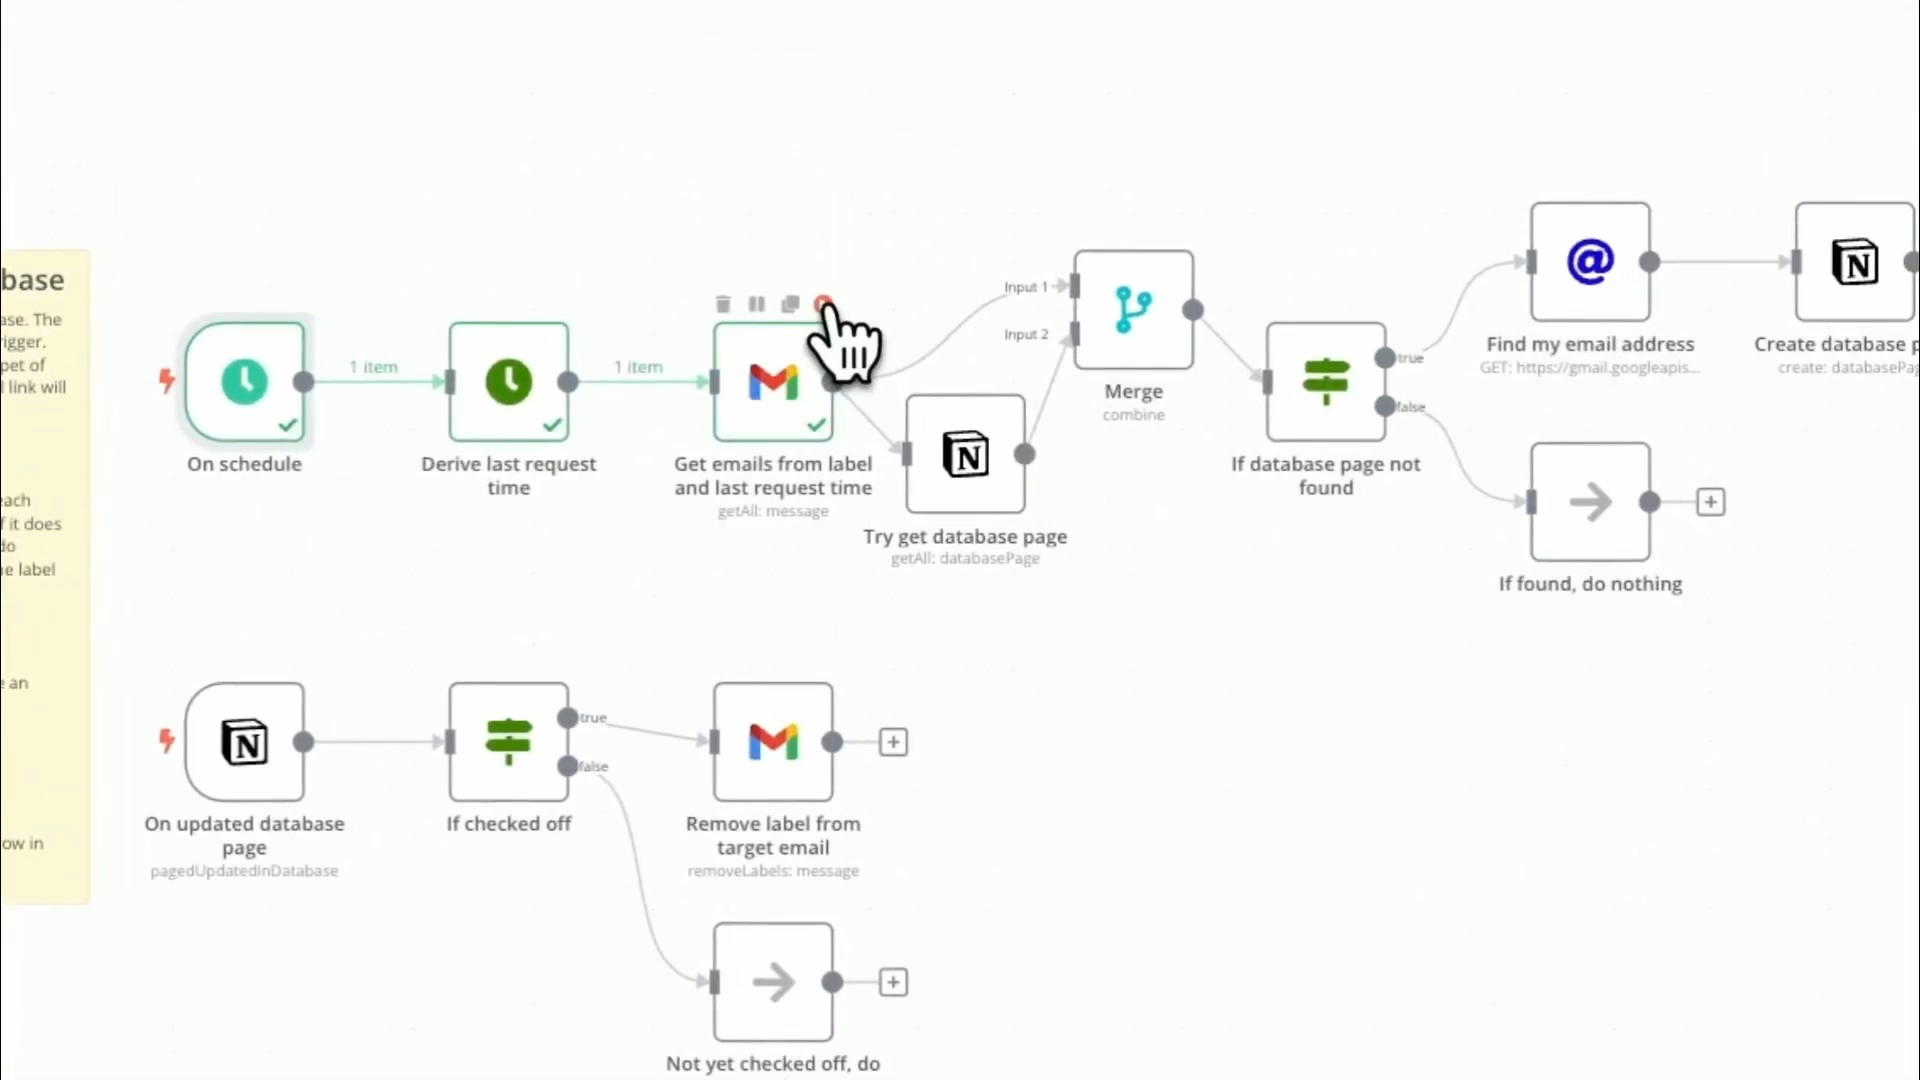 base
ase. The
igger.
pet of
l link will
each
f it does
do
e label
e an
ow in
1 item
1 item
On schedule
Derive last request
time
Get emails from label
and last request time
getAll: message
Try get database page
getAll: databasePage
Input 1
Input 2
Merge
combine
If database page not
found
true
false
@
Find my email address
GET: https://gmail.googleapis...
Create database p
create: databasePag
If found, do nothing
On updated database
page
pagedUpdatedInDatabase
If checked off
true
false
Remove label from
target email
removeLabels: message
Not yet checked off, do